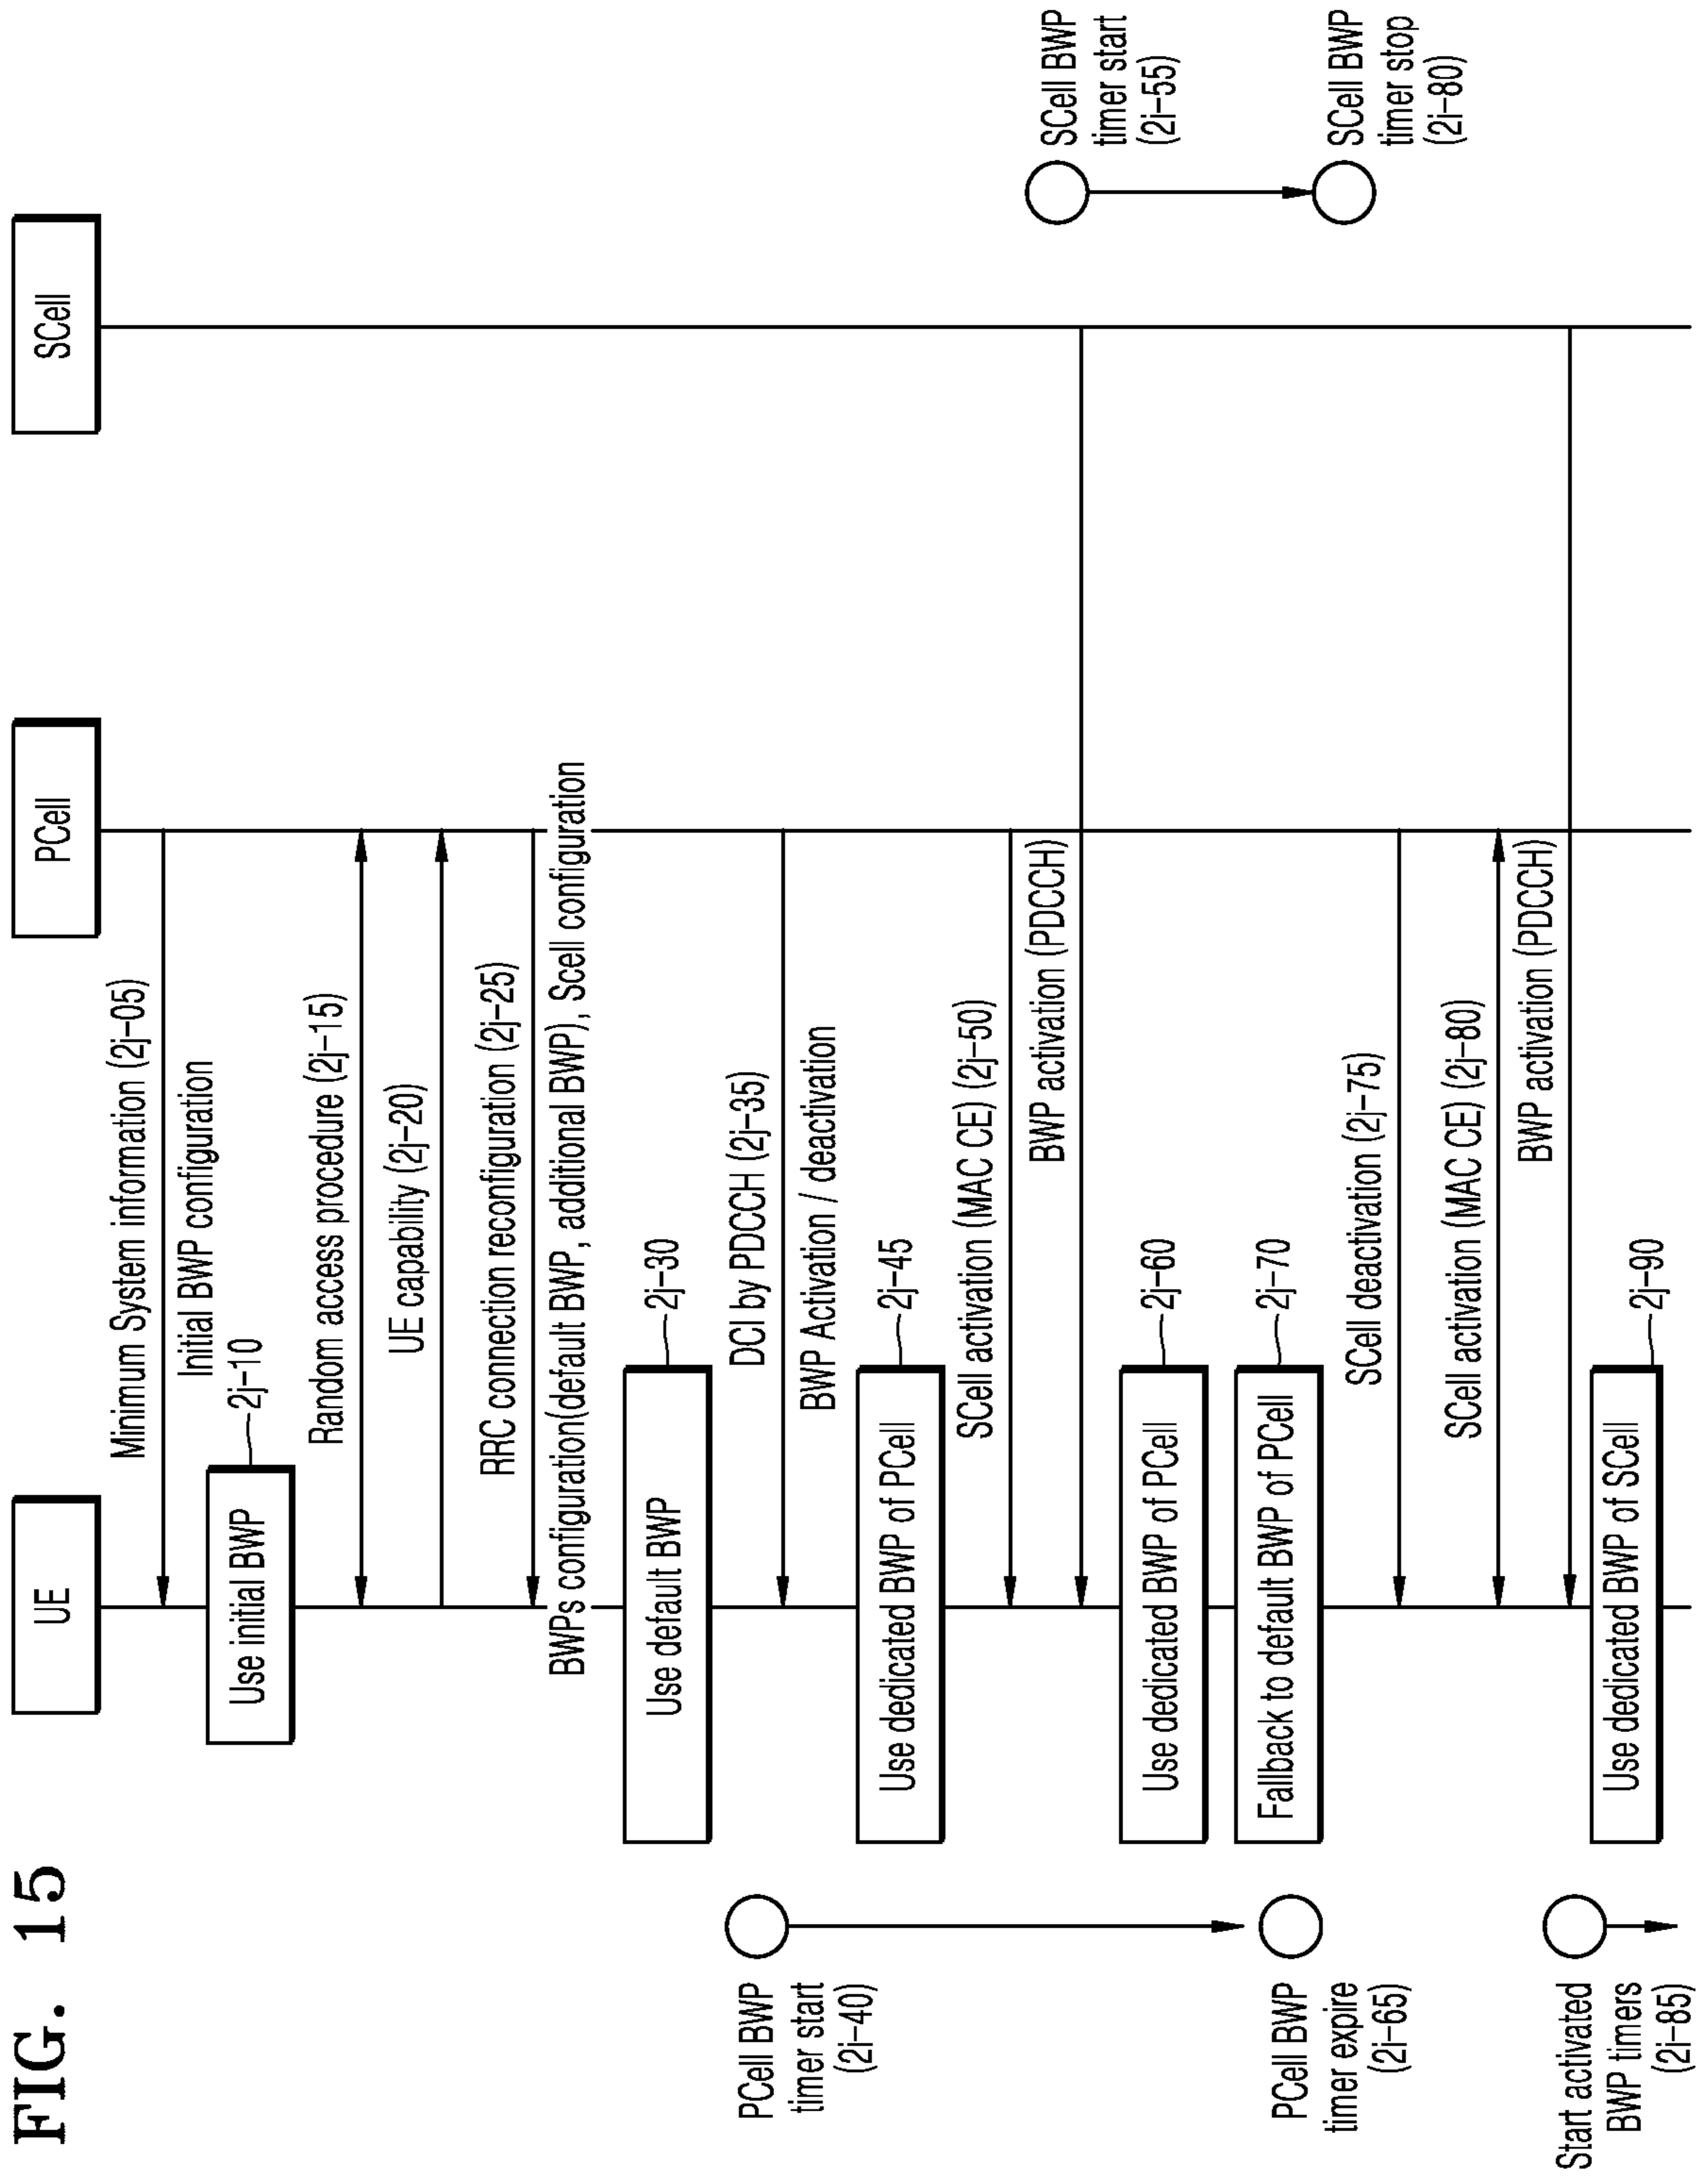 FIG. 15
UE
PCell
SCell
Minimum System information (2j-05)
Initial BWP configuration
Use initial BWP
2j-10
Random access procedure (2j-15)
UE capability (2j-20)
RRC connection reconfiguration (2j-25)
BWPs configuration(default BWP, additional BWP), Scell configuration
Use default BWP
2j-30
DCI by PDCCH (2j-35)
PCell BWP
timer start
(2i-40)
BWP Activation / deactivation
Use dedicated BWP of PCell
2j-45
SCell activation (MAC CE) (2j-50)
BWP activation (PDCCH)
SCell BWP
timer start
(2i-55)
Use dedicated BWP of PCell
2j-60
Fallback to default BWP of PCell
2j-70
PCell BWP
timer expire
(2i-65)
SCell BWP
timer stop
(2i-80)
SCell deactivation (2j-75)
SCell activation (MAC CE) (2j-80)
BWP activation (PDCCH)
Start activated
BWP timers
(2i-85)
Use dedicated BWP of SCell
2j-90